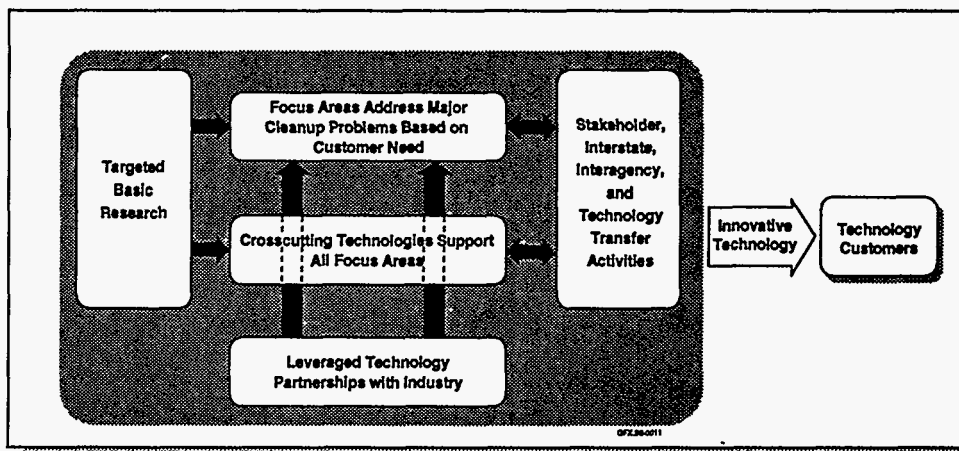 Targeted
Basic
Research
Focus Areas Address Major
Cleanup Problems Based on
Customer Need
Crosscutting Technologies Support
All Focus Areas
Leveraged Technology
Partnerships with Industry
Stakeholder,
Interstate,
Interagency,
and
Technology
Transfer
Activities
Innovative
Technology
Technology
Customers